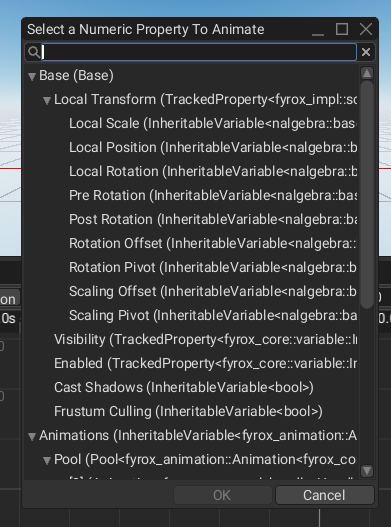 Select a Numeric Property To Animate
Base (Base)
Local Transform (TrackedProperty<fyrox_impl::sc
Local Scale (InheritableVariable<nalgebra::bas
Local Position (InheritableVariable<nalgebra::b
Local Rotation (InheritableVariable<nalgebra::b
Pre Rotation (InheritableVariable<nalgebra::bas
Post Rotation (InheritableVariable<nalgebra::b
Rotation Offset (InheritableVariable<nalgebra::b
Rotation Pivot (InheritableVariable<nalgebra::b
Scaling Offset (InheritableVariable<nalgebra::b
Scaling Pivot (InheritableVariable<nalgebra::ba
Visibility (TrackedProperty<fyrox_core::variable::I
Enabled (TrackedProperty<fyrox_core::variable::In
Cast Shadows (InheritableVariable<bool>)
Frustum Culling (InheritableVariable<bool>)
Animations (InheritableVariable<fyrox_animation::A
Pool (Pool<fyrox_animation::Animation<fyrox_co
OK
Cancel
on
0s